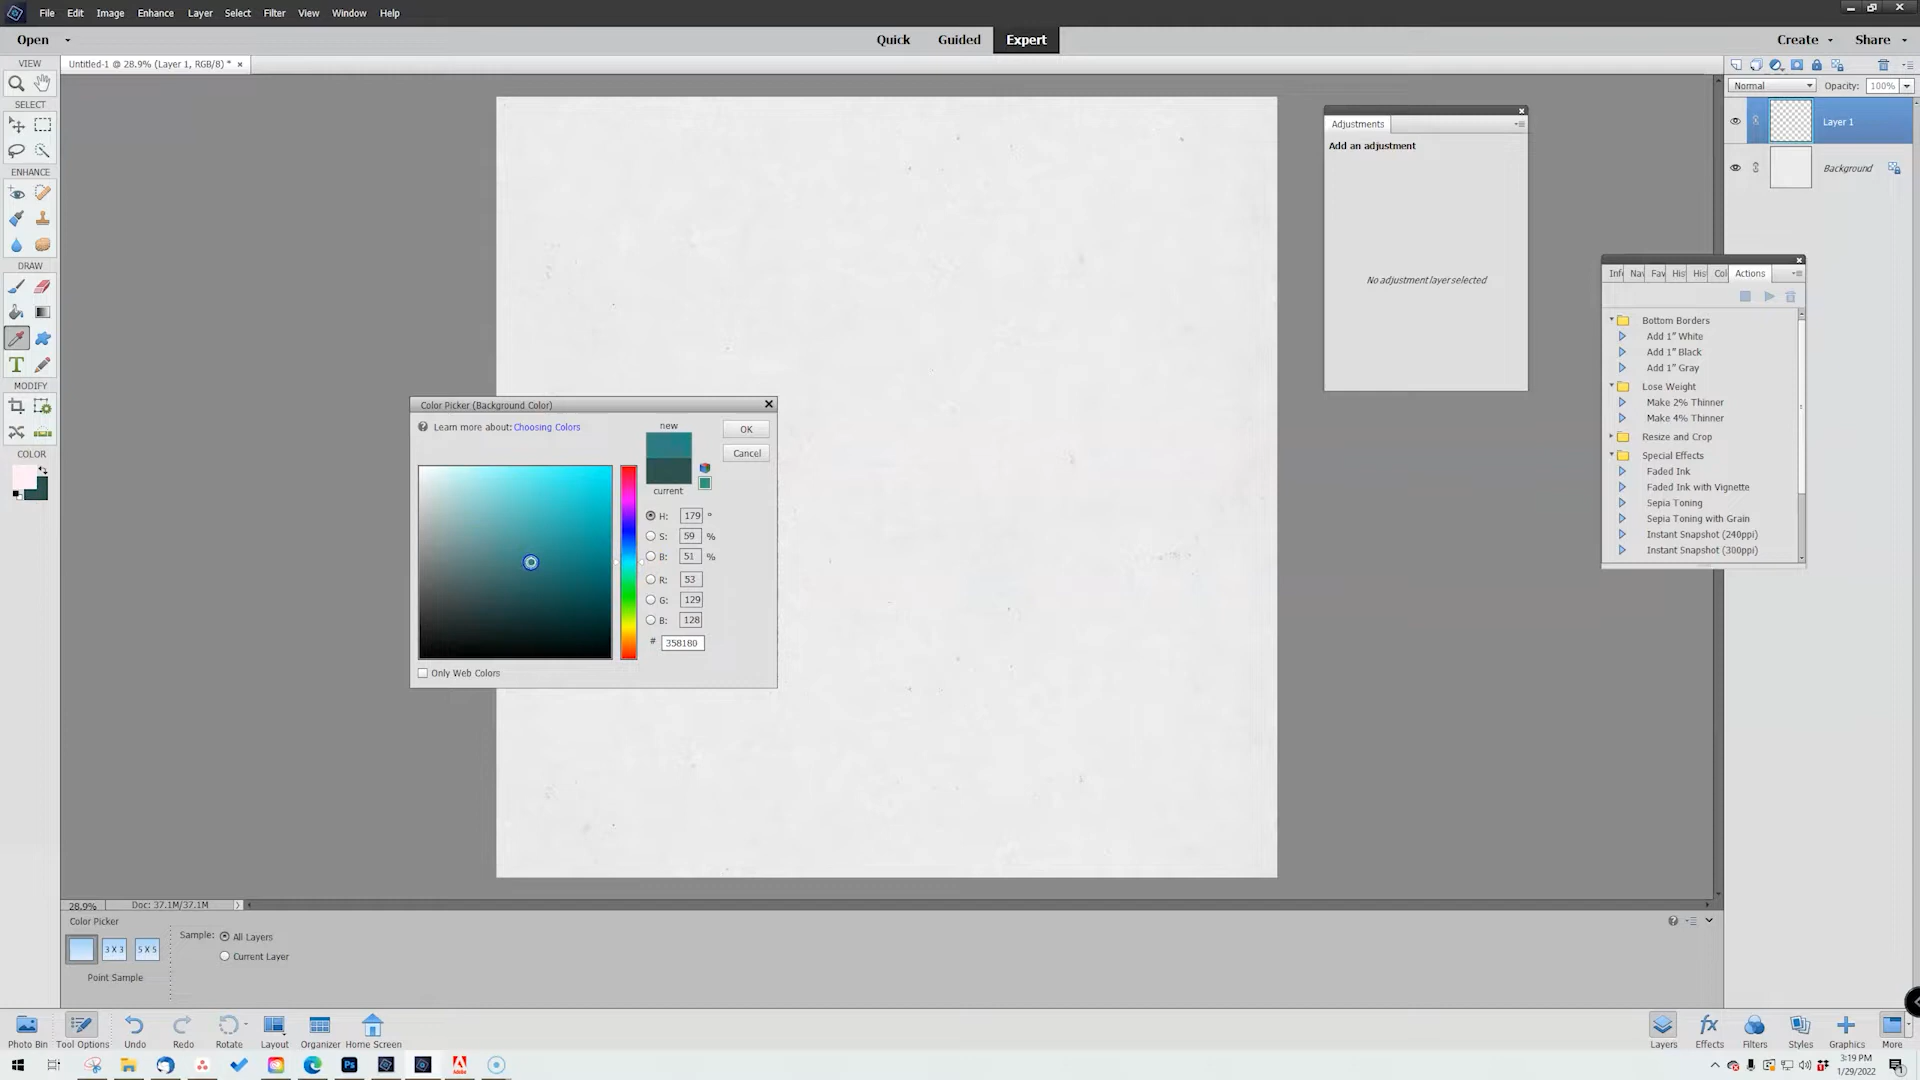 File Edit Image Enhance Layer Select Filter View Window Help
Open Quick Guided Expert Create Share
VIEW
Untitled-1 @ 28.9% (Layer 1, RGB/8) * ×
SELECT
ENHANCE
DRAW
MODIFY
COLOR
Normal Opacity: 100%
Layer 1
Background
Adjustments
Add an adjustment
No adjustment layer selected
Inf Nav Fav His His Col Actions
Bottom Borders
Add 1" White
Add 1" Black
Add 1" Gray
Lose Weight
Make 2% Thinner
Make 4% Thinner
Resize and Crop
Special Effects
Faded Ink
Faded Ink with Vignette
Sepia Toning
Sepia Toning with Grain
Instant Snapshot (240ppi)
Instant Snapshot (300ppi)
Color Picker (Background Color)
Learn more about: Choosing Colors
new
OK
Cancel
current
H: 179 °
S: 59 %
B: 51 %
R: 53
G: 129
B: 128
# 358180
Only Web Colors
28.9% Doc: 37.1M/37.1M
Color Picker
3 X 3 5 X 5
Point Sample
Sample: All Layers
Current Layer
Photo Bin Tool Options Undo Redo Rotate Layout Organizer Home Screen Layers Effects Filters Styles Graphics More
3:19 PM
1/29/2022